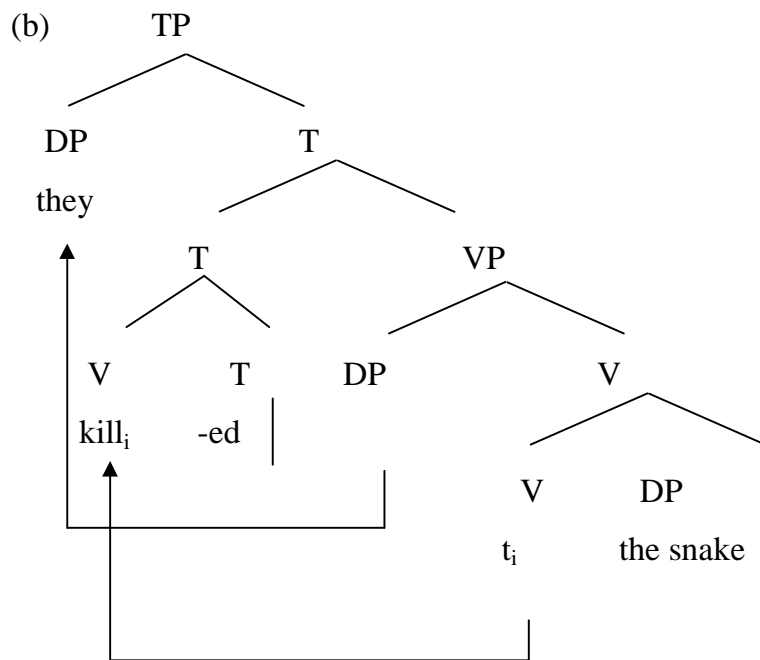 (b) TP
DP T
they
T VP
V T DP V
killᵢ -ed
V DP
tᵢ the snake